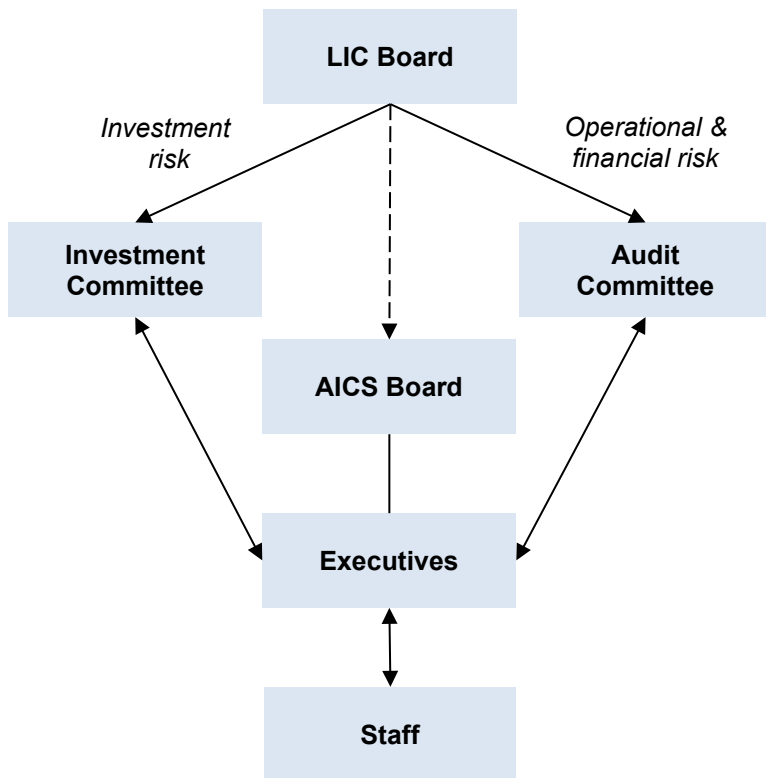 LIC Board
Investment
risk
Operational &
financial risk
Investment
Committee
Audit
Committee
AICS Board
Executives
Staff